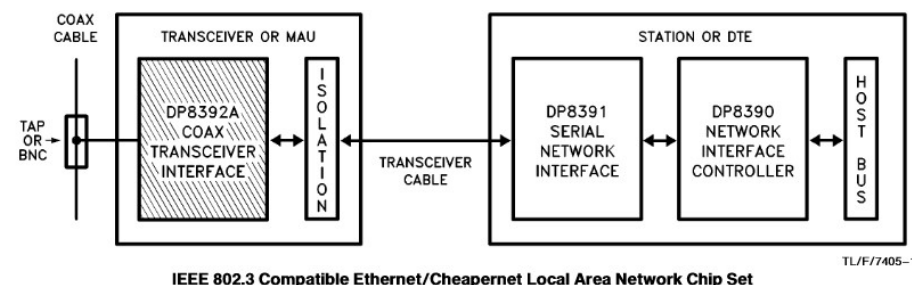 COAX
CABLE
TRANSCEIVER OR MAU
STATION OR DTE
TAP
OR
BNC
DP8392A
COAX
TRANSCEIVER
INTERFACE
ISOLATION
TRANSCEIVER
CABLE
DP8391
SERIAL
NETWORK
INTERFACE
DP8390
NETWORK
INTERFACE
CONTROLLER
HOST BUS
TL/F/7405-1
IEEE 802.3 Compatible Ethernet/Cheapernet Local Area Network Chip Set